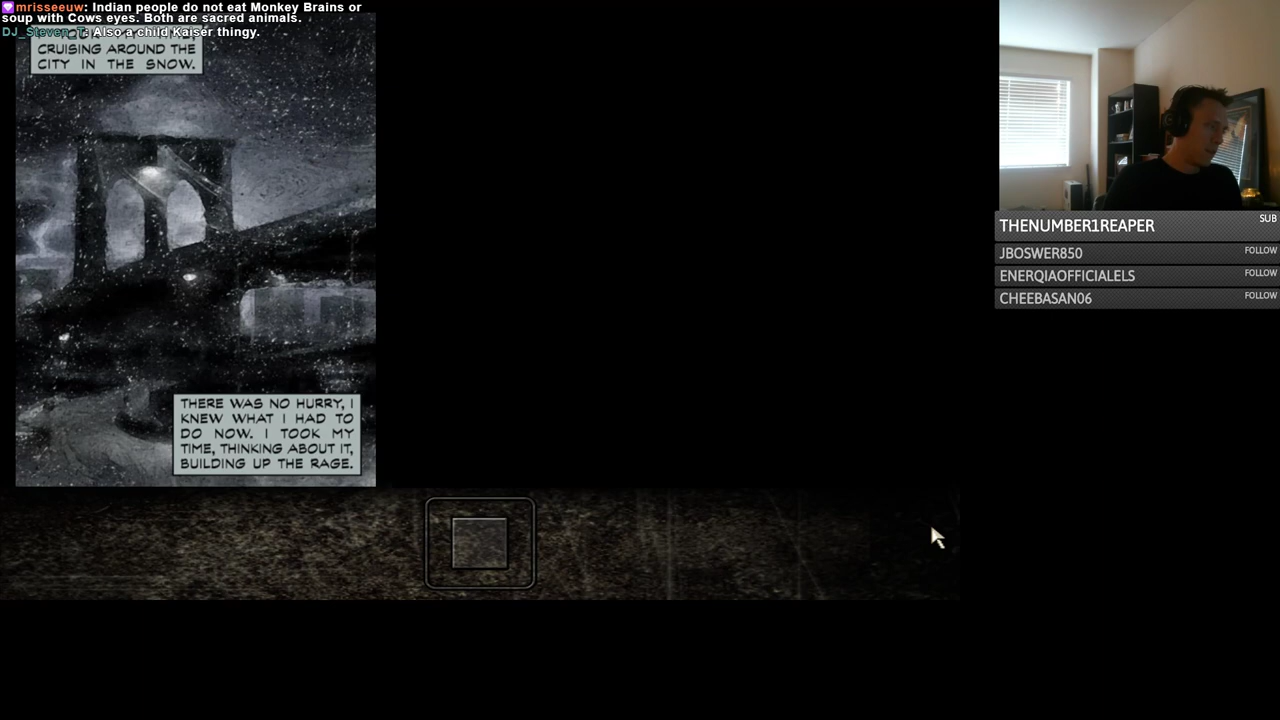 mrisseeuw: Indian people do not eat Monkey Brains or
soup with Cows eyes. Both are sacred animals.
DJ_Steven_T: Also a child Kaiser thingy.
CRUISING AROUND THE
CITY IN THE SNOW.
THERE WAS NO HURRY, I
KNEW WHAT I HAD TO
DO NOW. I TOOK MY
TIME, THINKING ABOUT IT,
BUILDING UP THE RAGE.
THENUMBER1REAPER SUB
JBOSWER850 FOLLOW
ENERQIAOFFICIALELS FOLLOW
CHEEBASAN06 FOLLOW